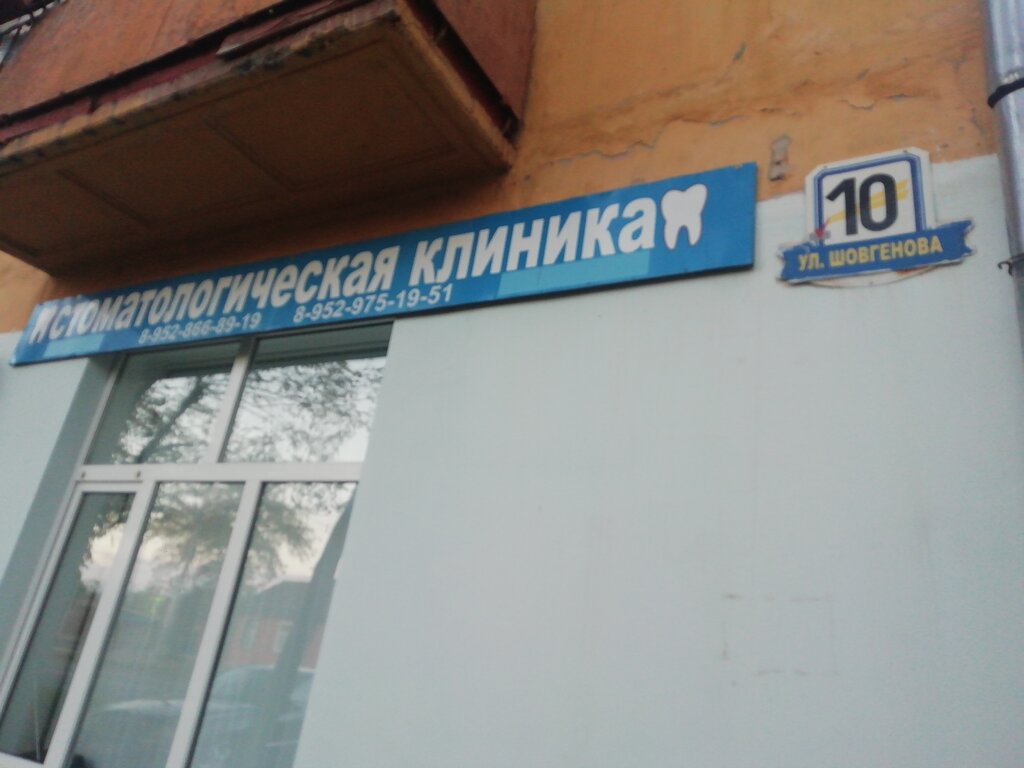 стоматологическая клиника
8-952-866-89-19 8-952-975-19-51
10
УЛ. ШОВГЕНОВА